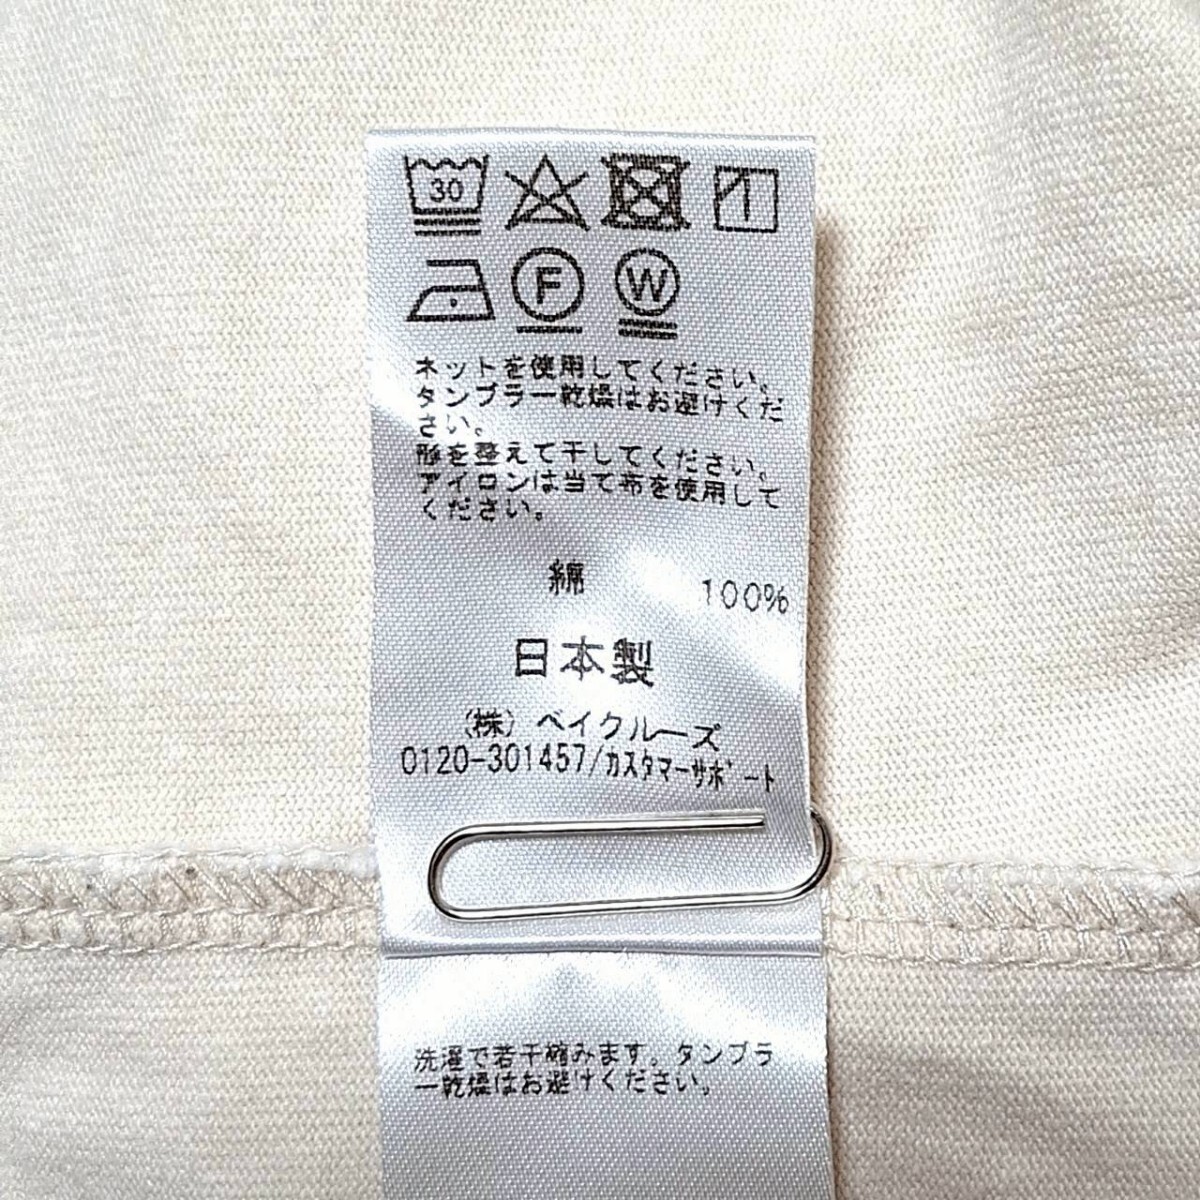 30
F W
ネットを使用してください。
タンブラー乾燥はお避けくだ
さい。
形を整えて干してください。
アイロンは当て布を使用して
ください。
綿 100%
日本製
(株) ベイクルーズ
0120-301457/カスタマーサポート
洗濯で若干縮みます。タンブラ
ー乾燥はお避けください。